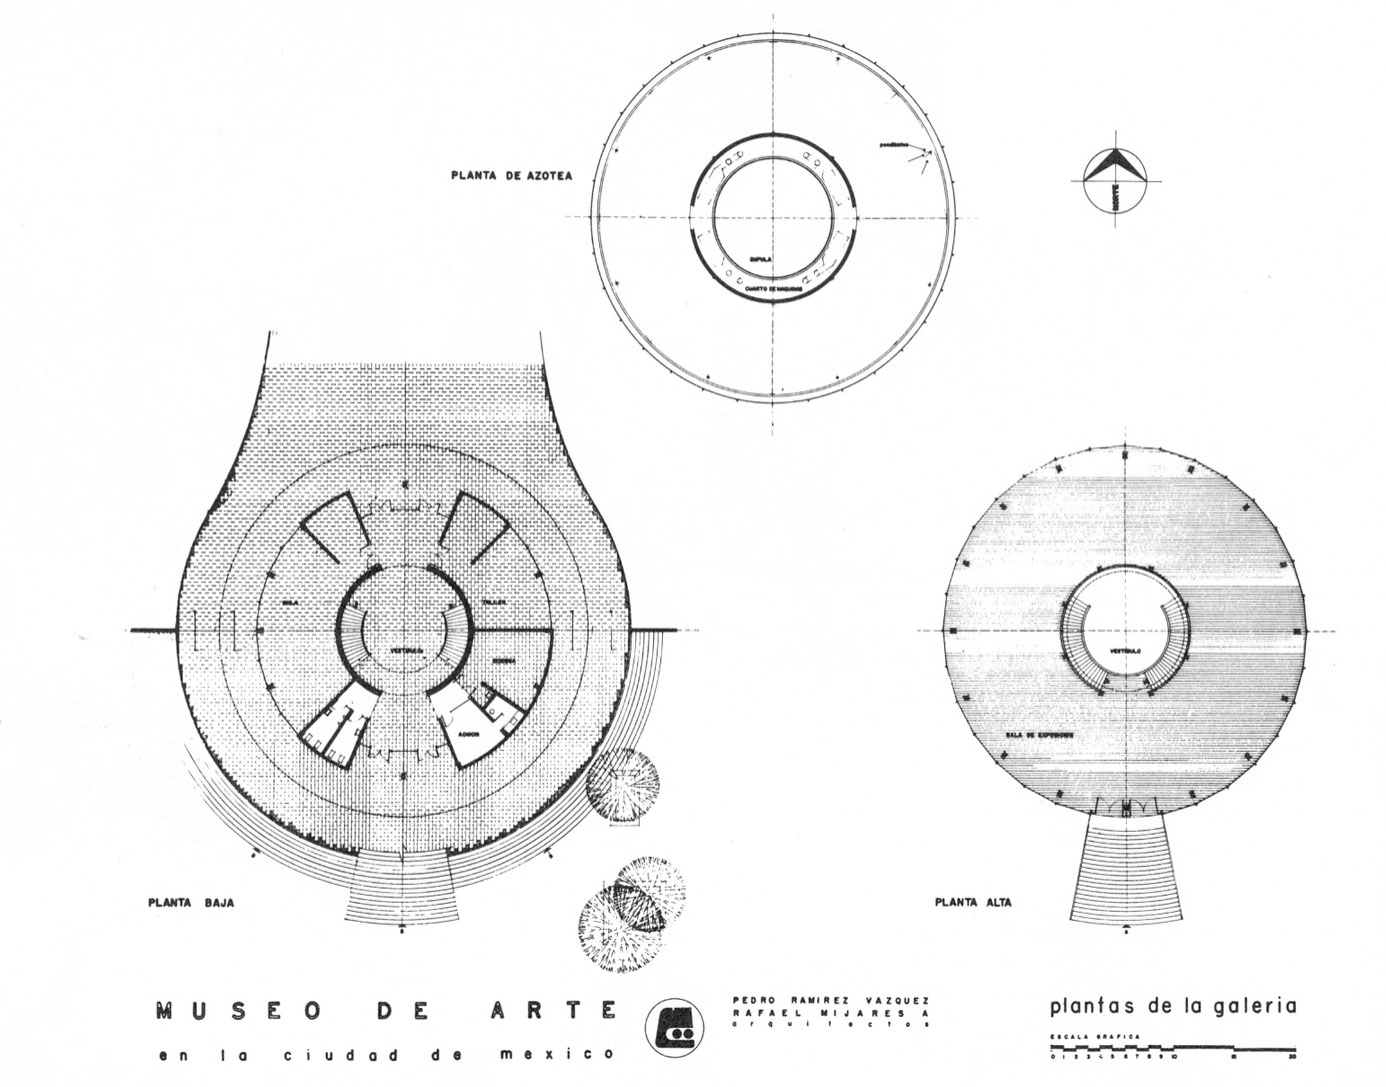 PLANTA DE AZOTEA
pendientes
NORTE
CUPULA
CUARTO DE MAQUINAS
AULA
TALLER
VESTIBULO
BODEGA
ADMON
VESTIBULO
SALA DE EXPOSICION
PLANTA BAJA
PLANTA ALTA
MUSEO DE ARTE
en la ciudad de mexico
PEDRO RAMIREZ VAZQUEZ
RAFAEL MIJARES A
arquitectos
plantas de la galeria
ESCALA GRAFICA
0 1 2 3 4 5 6 7 8 9 10 15 20